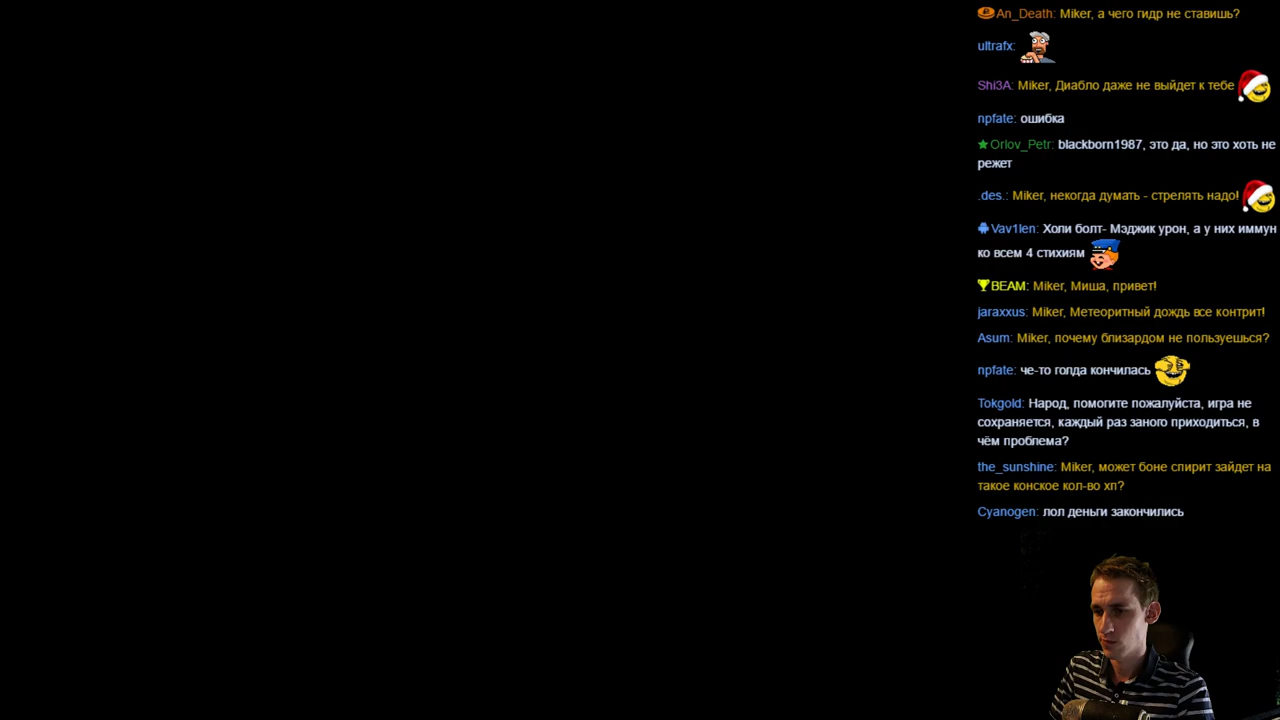 An_Death: Miker, а чего гидр не ставишь?
ultrafx:
Shi3A: Miker, Диабло даже не выйдет к тебе
npfate: ошибка
Orlov_Petr: blackborn1987, это да, но это хоть не
режет
.des.: Miker, некогда думать - стрелять надо!
Vav1len: Холи болт- Мэджик урон, а у них иммун
ко всем 4 стихиям
BEAM: Miker, Миша, привет!
jaraxxus: Miker, Метеоритный дождь все контрит!
Asum: Miker, почему близардом не пользуешься?
npfate: че-то голда кончилась
Tokgold: Народ, помогите пожалуйста, игра не
сохраняется, каждый раз заного приходиться, в
чём проблема?
the_sunshine: Miker, может боне спирит зайдет на
такое конское кол-во хп?
Cyanogen: лол деньги закончились